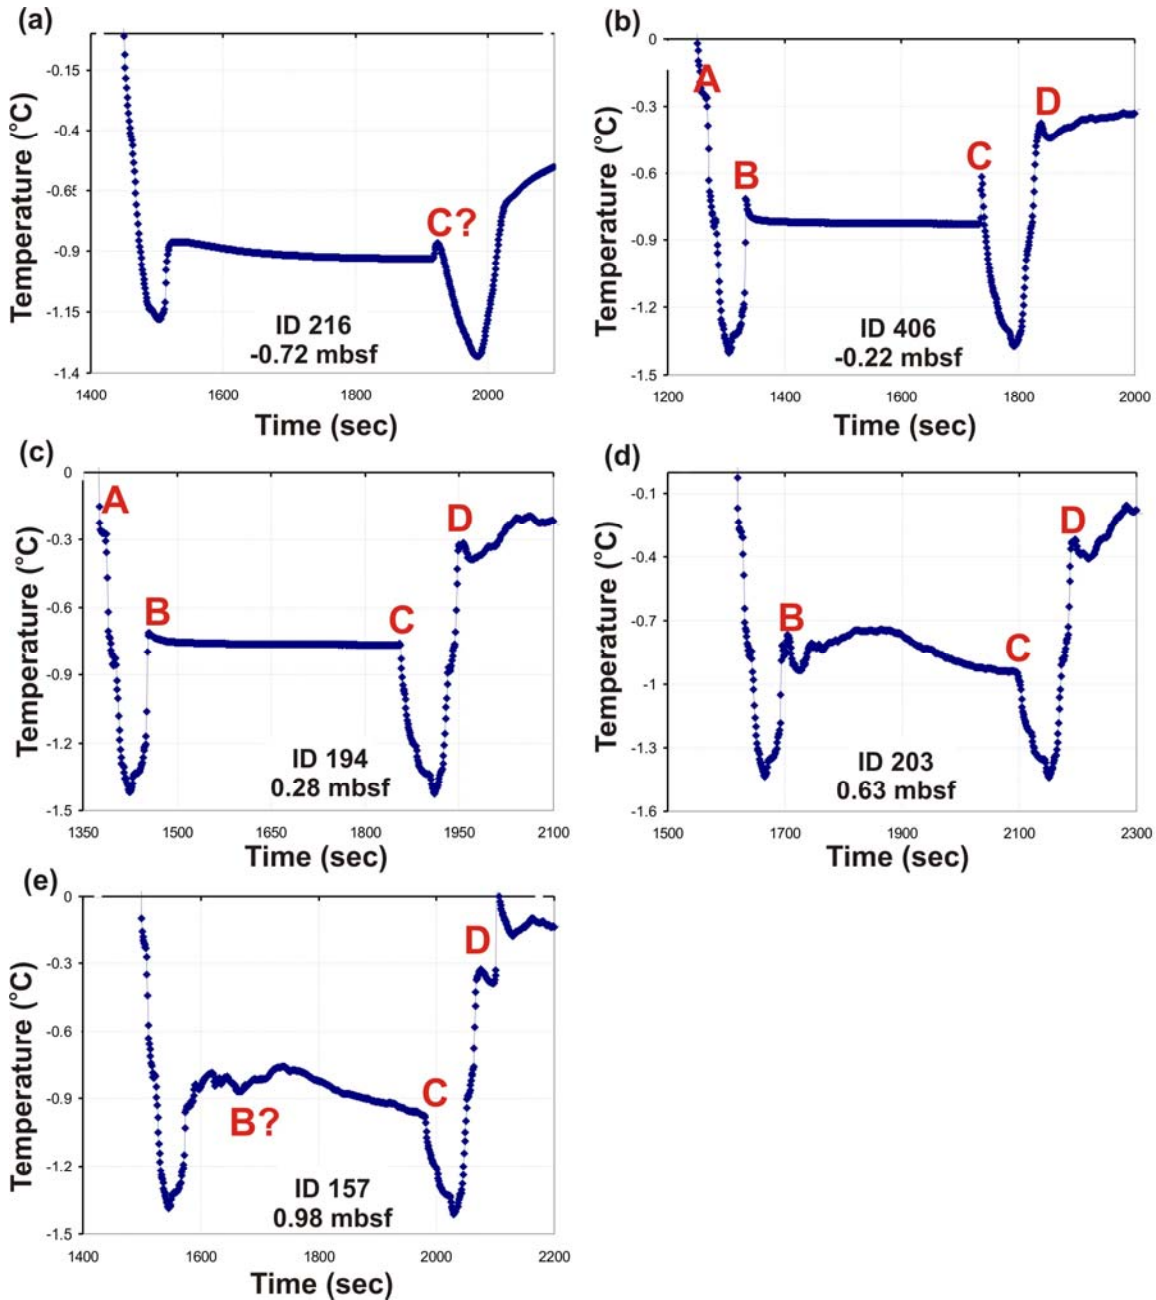 (a)
Temperature (°C)
-0.15
-0.4
-0.65
-0.9
-1.15
-1.4
C?
ID 216
-0.72 mbsf
1400 1600 1800 2000
Time (sec)
(b)
Temperature (°C)
0
-0.3
-0.6
-0.9
-1.2
-1.5
A
B
C
D
ID 406
-0.22 mbsf
1200 1400 1600 1800 2000
Time (sec)
(c)
Temperature (°C)
0
-0.3
-0.6
-0.9
-1.2
-1.5
A
B
C
D
ID 194
0.28 mbsf
1350 1500 1650 1800 1950 2100
Time (sec)
(d)
Temperature (°C)
-0.1
-0.4
-0.7
-1
-1.3
-1.6
B
C
D
ID 203
0.63 mbsf
1500 1700 1900 2100 2300
Time (sec)
(e)
Temperature (°C)
0
-0.3
-0.6
-0.9
-1.2
-1.5
B?
C
D
ID 157
0.98 mbsf
1400 1600 1800 2000 2200
Time (sec)